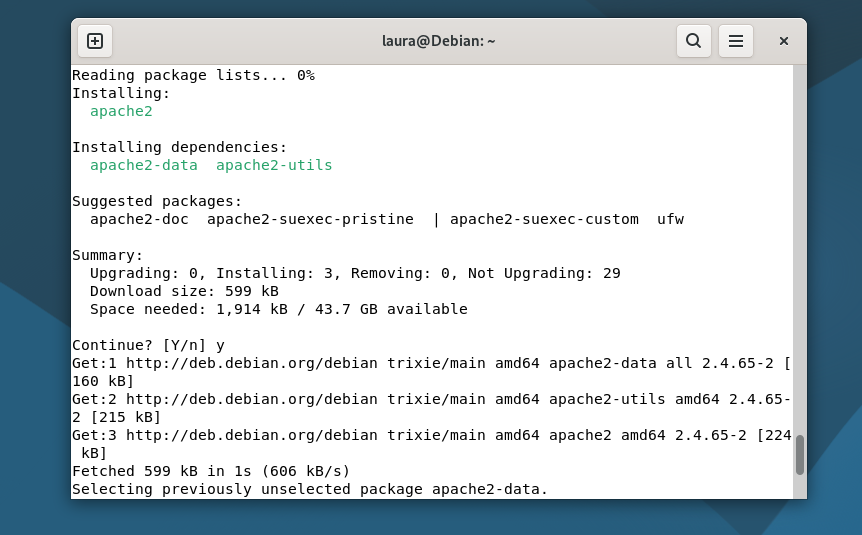 laura@Debian: ~
Reading package lists... 0%
Installing:
apache2
Installing dependencies:
apache2-data  apache2-utils
Suggested packages:
apache2-doc  apache2-suexec-pristine  | apache2-suexec-custom  ufw
Summary:
Upgrading: 0, Installing: 3, Removing: 0, Not Upgrading: 29
Download size: 599 kB
Space needed: 1,914 kB / 43.7 GB available
Continue? [Y/n] y
Get:1 http://deb.debian.org/debian trixie/main amd64 apache2-data all 2.4.65-2 [
160 kB]
Get:2 http://deb.debian.org/debian trixie/main amd64 apache2-utils amd64 2.4.65-
2 [215 kB]
Get:3 http://deb.debian.org/debian trixie/main amd64 apache2 amd64 2.4.65-2 [224
kB]
Fetched 599 kB in 1s (606 kB/s)
Selecting previously unselected package apache2-data.